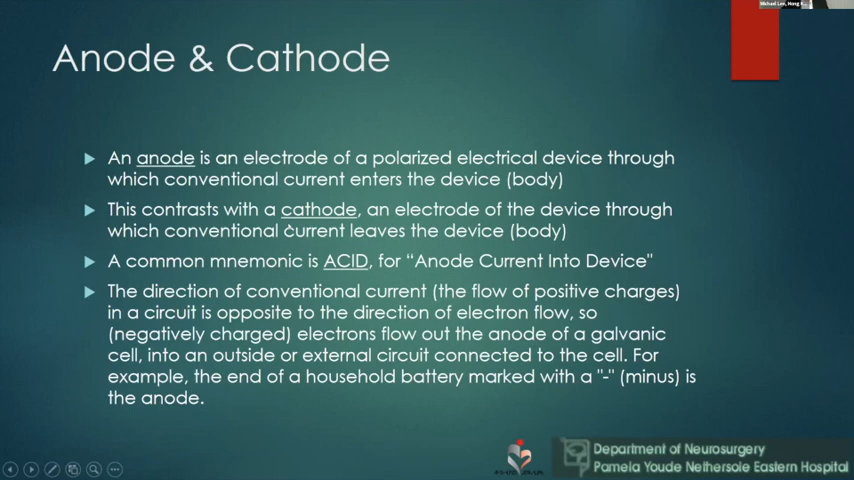 Michael Lee, Hong K...
Anode & Cathode
An anode is an electrode of a polarized electrical device through
which conventional current enters the device (body)
This contrasts with a cathode, an electrode of the device through
which conventional current leaves the device (body)
A common mnemonic is ACID, for “Anode Current Into Device"
The direction of conventional current (the flow of positive charges)
in a circuit is opposite to the direction of electron flow, so
(negatively charged) electrons flow out the anode of a galvanic
cell, into an outside or external circuit connected to the cell. For
example, the end of a household battery marked with a "-" (minus) is
the anode.
Department of Neurosurgery
Pamela Youde Nethersole Eastern Hospital